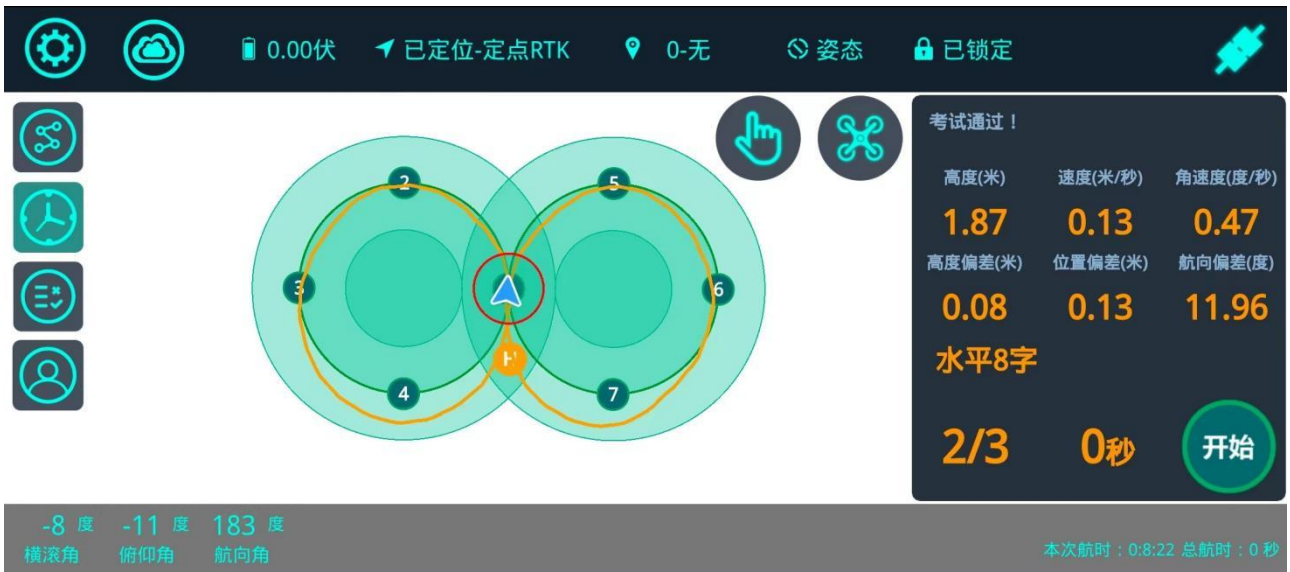 0.00伏 已定位-定点RTK 0-无 姿态 已锁定
考试通过！
高度(米) 速度(米/秒) 角速度(度/秒)
1.87 0.13 0.47
高度偏差(米) 位置偏差(米) 航向偏差(度)
0.08 0.13 11.96
水平8字
2/3 0秒 开始
2 5
3 6
H
4 7
-8 度 -11 度 183 度
横滚角 俯仰角 航向角
本次航时：0:8:22 总航时：0 秒